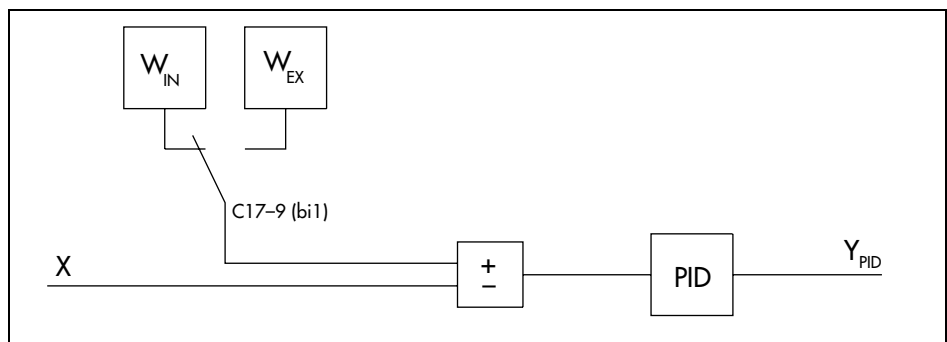 W_IN
W_EX
C17–9 (bi1)
X
+
−
PID
Y_PID